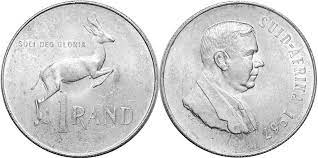 SOLI DEO GLORIA
1 RAND
SUID-AFRIKA 1967